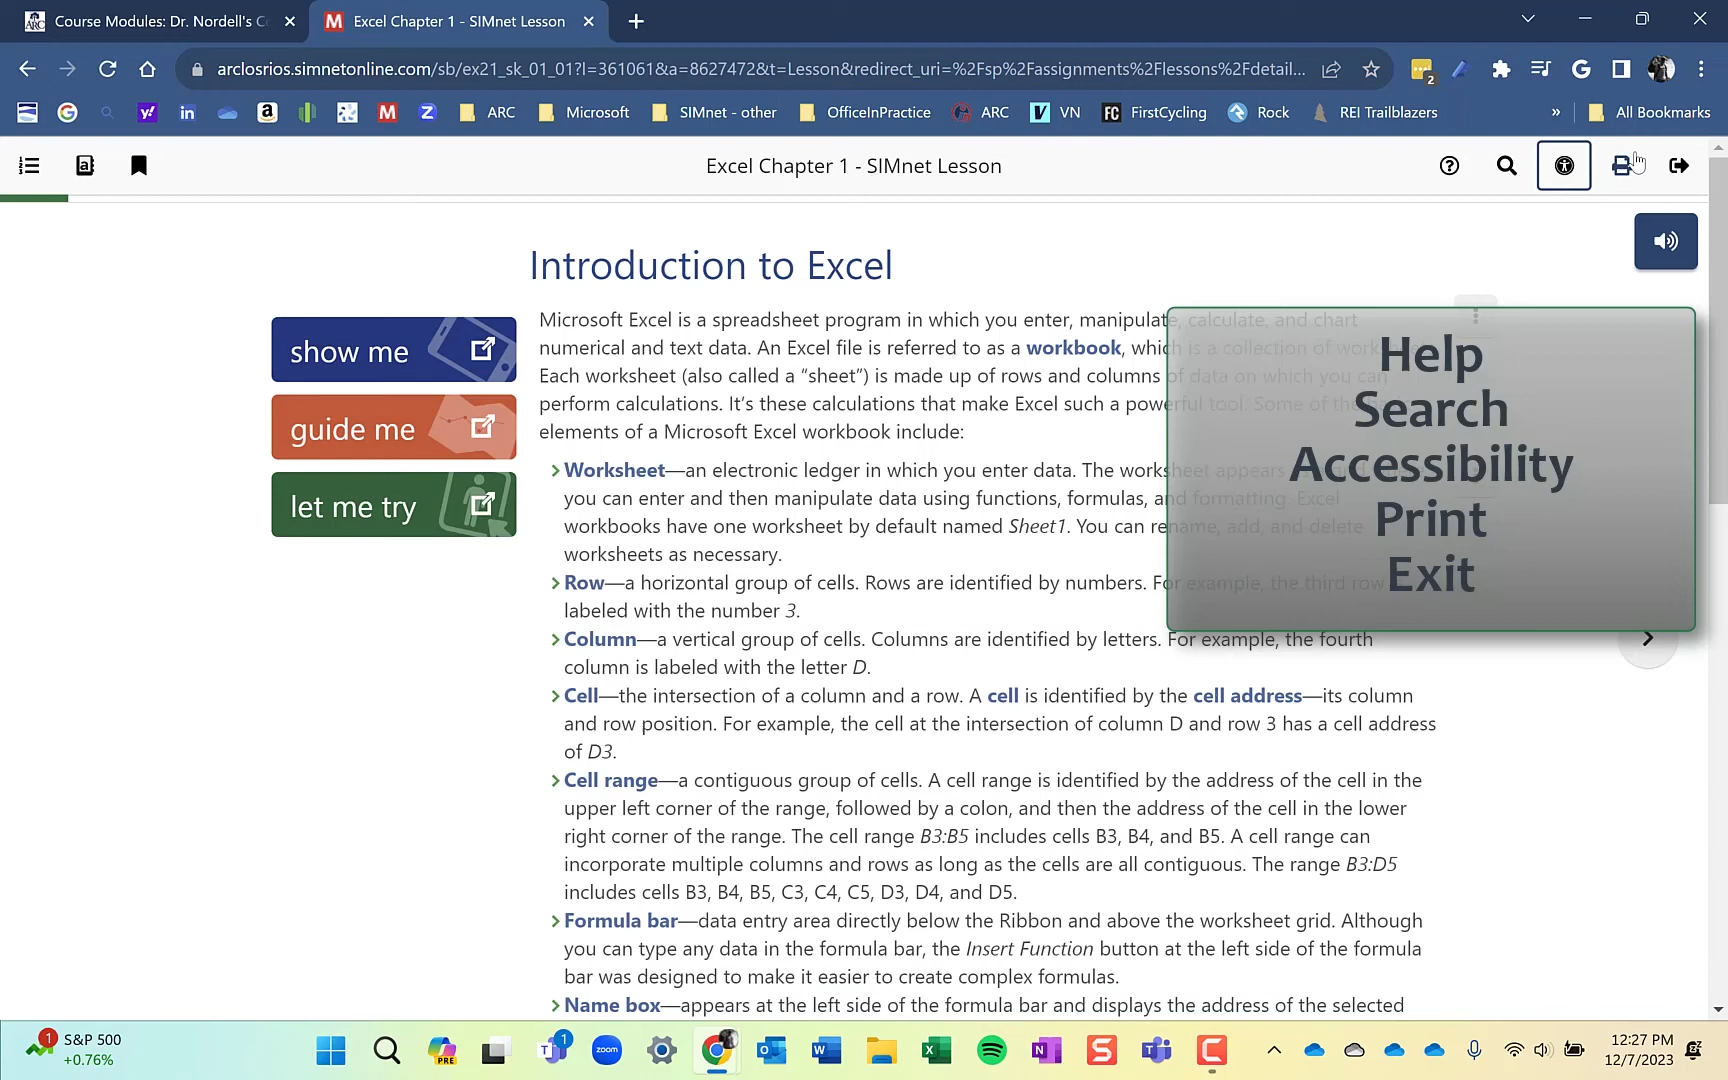 Course Modules: Dr. Nordell's Co
Excel Chapter 1 - SIMnet Lesson
arclosrios.simnetonline.com/sb/ex21_sk_01_01?l=361061&a=8627472&t=Lesson&redirect_uri=%2Fsp%2Fassignments%2Flessons%2Fdetail...
2
ARC
Microsoft
SIMnet - other
OfficeInPractice
ARC
VN
FC
FirstCycling
Rock
REI Trailblazers
»
All Bookmarks
Excel Chapter 1 - SIMnet Lesson
Introduction to Excel
show me
guide me
let me try
Microsoft Excel is a spreadsheet program in which you enter, manipulate, calculate, and chart
numerical and text data. An Excel file is referred to as a workbook, which is a collection of
Each worksheet (also called a “sheet”) is made up of rows and columns of data on which you can
perform calculations. It’s these calculations that make Excel such a powerful tool. Some of the
elements of a Microsoft Excel workbook include:
Worksheet—an electronic ledger in which you enter data. The worksheet appears
you can enter and then manipulate data using functions, formulas, and formatting. Excel
workbooks have one worksheet by default named Sheet1. You can rename, add, and delete
worksheets as necessary.
Row—a horizontal group of cells. Rows are identified by numbers. For example, the third row
labeled with the number 3.
Column—a vertical group of cells. Columns are identified by letters. For example, the fourth
column is labeled with the letter D.
Cell—the intersection of a column and a row. A cell is identified by the cell address—its column
and row position. For example, the cell at the intersection of column D and row 3 has a cell address
of D3.
Cell range—a contiguous group of cells. A cell range is identified by the address of the cell in the
upper left corner of the range, followed by a colon, and then the address of the cell in the lower
right corner of the range. The cell range B3:B5 includes cells B3, B4, and B5. A cell range can
incorporate multiple columns and rows as long as the cells are all contiguous. The range B3:D5
includes cells B3, B4, B5, C3, C4, C5, D3, D4, and D5.
Formula bar—data entry area directly below the Ribbon and above the worksheet grid. Although
you can type any data in the formula bar, the Insert Function button at the left side of the formula
bar was designed to make it easier to create complex formulas.
Name box—appears at the left side of the formula bar and displays the address of the selected
Help
Search
Accessibility
Print
Exit
1
S&P 500
+0.76%
PRE
1
zoom
12:27 PM
12/7/2023